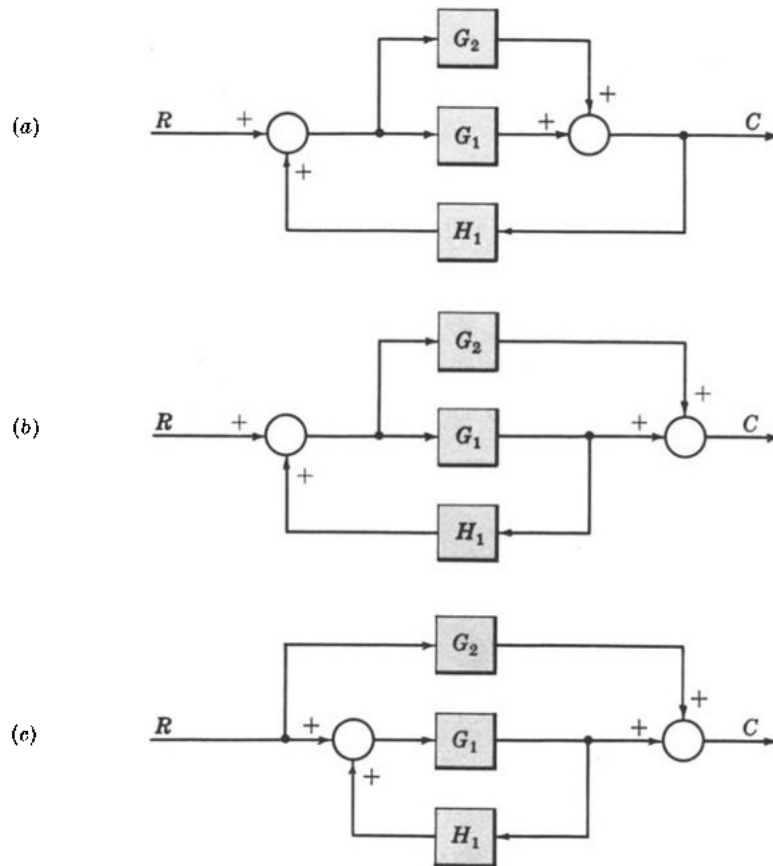 G₂
(a) R + + + G₁ C
+ H₁
G₂
(b) R + + + G₁ C
+ H₁
G₂
(c) R + + + G₁ C
+ H₁